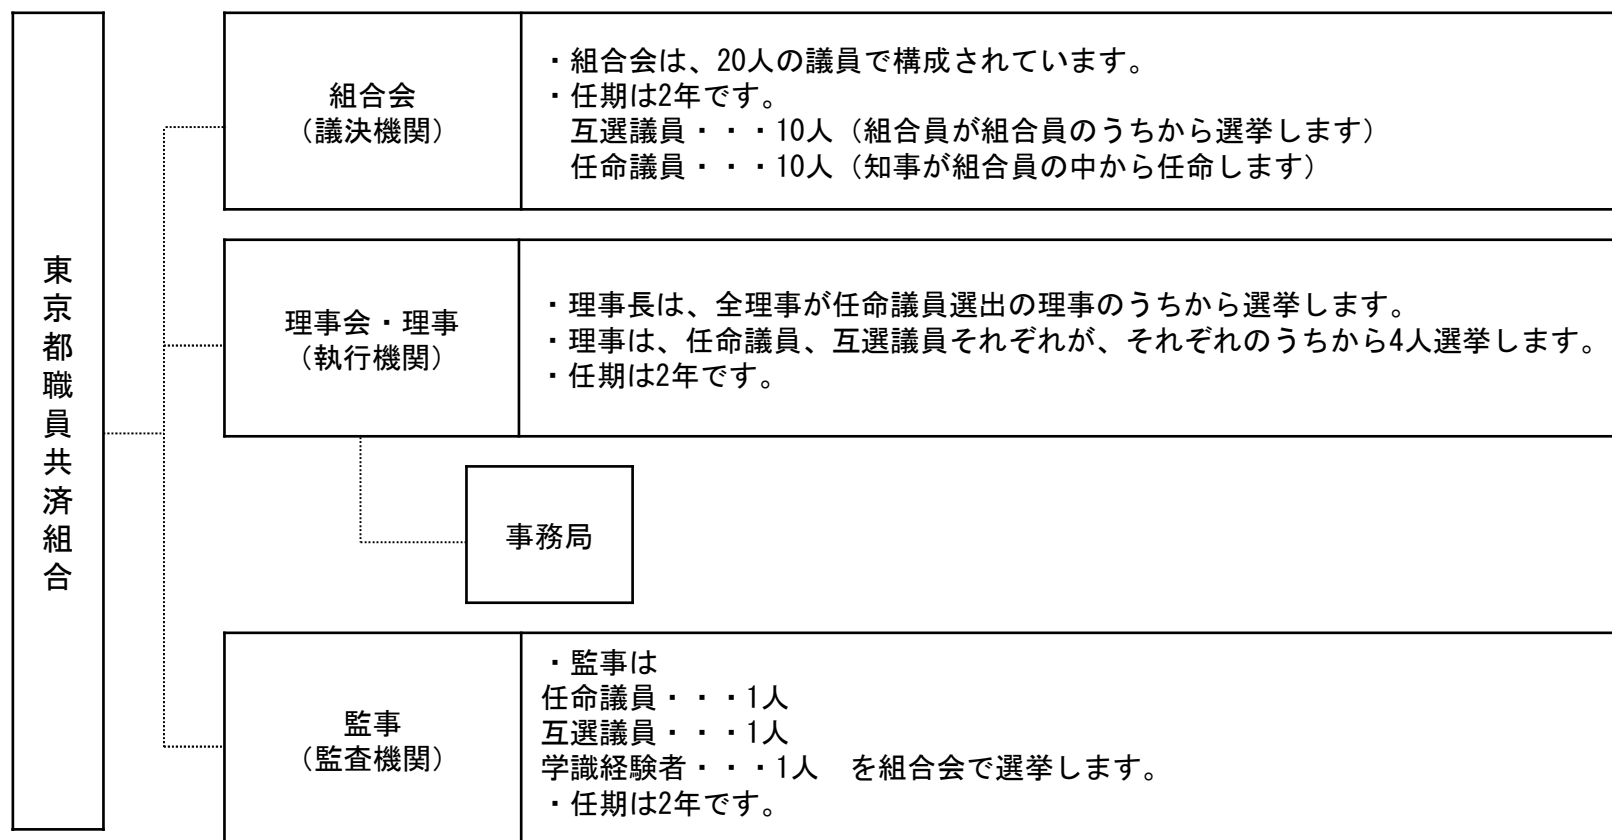 東京都職員共済組合
組合会
(議決機関)
・組合会は、20人の議員で構成されています。
・任期は2年です。
互選議員・・・10人(組合員が組合員のうちから選挙します)
任命議員・・・10人(知事が組合員の中から任命します)
理事会・理事
(執行機関)
・理事長は、全理事が任命議員選出の理事のうちから選挙します。
・理事は、任命議員、互選議員それぞれが、それぞれのうちから4人選挙します。
・任期は2年です。
事務局
監事
(監査機関)
・監事は
任命議員・・・1人
互選議員・・・1人
学識経験者・・・1人　を組合会で選挙します。
・任期は2年です。